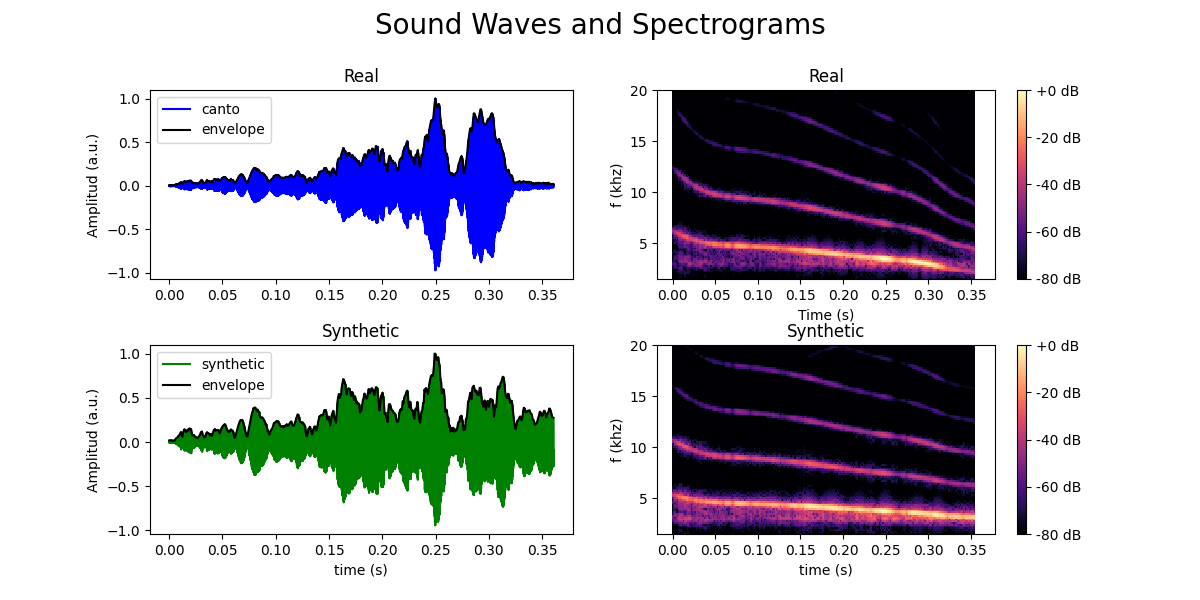 Sound Waves and Spectrograms
Real
canto
envelope
Amplitud (a.u.)
1.0
0.5
0.0
−0.5
−1.0
0.00 0.05 0.10 0.15 0.20 0.25 0.30 0.35
Real
f (khz)
20
15
10
5
0.00 0.05 0.10 0.15 0.20 0.25 0.30 0.35
Time (s)
+0 dB
-20 dB
-40 dB
-60 dB
-80 dB
Synthetic
synthetic
envelope
Amplitud (a.u.)
1.0
0.5
0.0
−0.5
−1.0
0.00 0.05 0.10 0.15 0.20 0.25 0.30 0.35
time (s)
Synthetic
f (khz)
20
15
10
5
0.00 0.05 0.10 0.15 0.20 0.25 0.30 0.35
time (s)
+0 dB
-20 dB
-40 dB
-60 dB
-80 dB